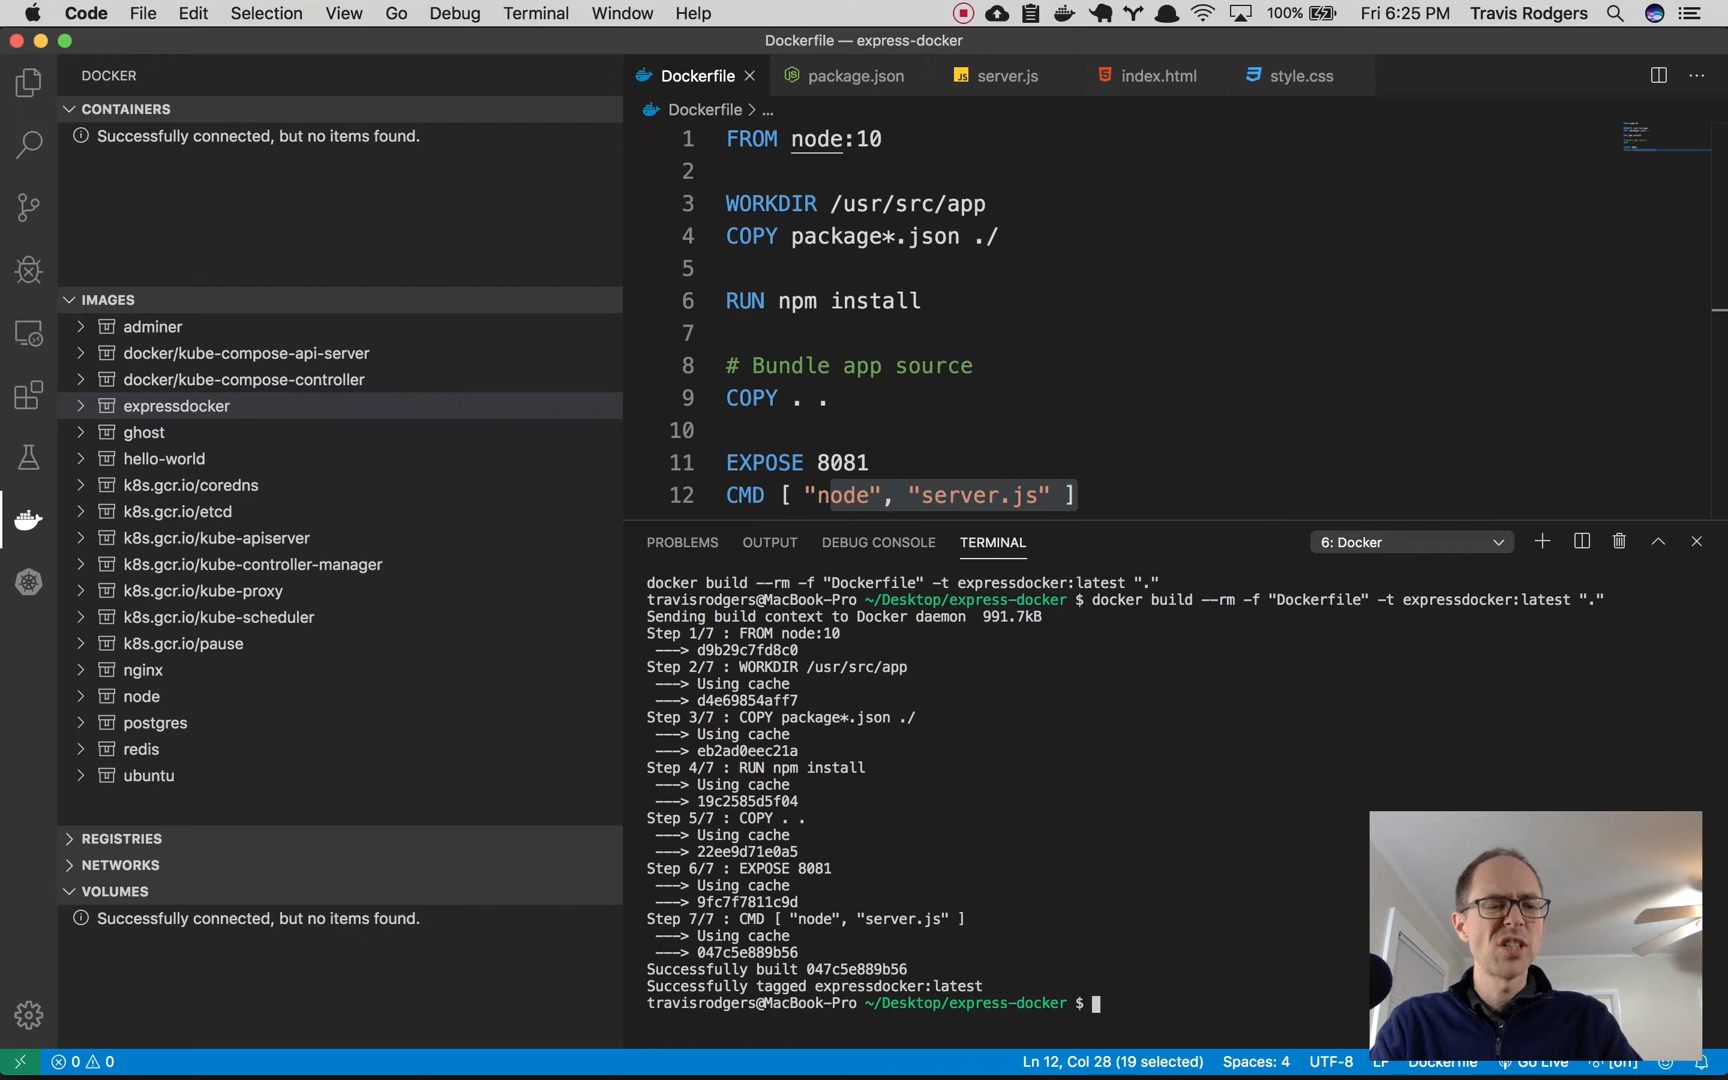 Code File Edit Selection View Go Debug Terminal Window Help 100% Fri 6:25 PM Travis Rodgers
Dockerfile — express-docker
DOCKER
CONTAINERS
Successfully connected, but no items found.
IMAGES
adminer
docker/kube-compose-api-server
docker/kube-compose-controller
expressdocker
ghost
hello-world
k8s.gcr.io/coredns
k8s.gcr.io/etcd
k8s.gcr.io/kube-apiserver
k8s.gcr.io/kube-controller-manager
k8s.gcr.io/kube-proxy
k8s.gcr.io/kube-scheduler
k8s.gcr.io/pause
nginx
node
postgres
redis
ubuntu
REGISTRIES
NETWORKS
VOLUMES
Successfully connected, but no items found.
Dockerfile package.json JS server.js index.html style.css
Dockerfile > ...
1 FROM node:10
2
3 WORKDIR /usr/src/app
4 COPY package*.json ./
5
6 RUN npm install
7
8 # Bundle app source
9 COPY . .
10
11 EXPOSE 8081
12 CMD [ "node", "server.js" ]
PROBLEMS OUTPUT DEBUG CONSOLE TERMINAL 6: Docker
docker build --rm -f "Dockerfile" -t expressdocker:latest "."
travisrodgers@MacBook-Pro ~/Desktop/express-docker $ docker build --rm -f "Dockerfile" -t expressdocker:latest "."
Sending build context to Docker daemon 991.7kB
Step 1/7 : FROM node:10
---> d9b29c7fd8c0
Step 2/7 : WORKDIR /usr/src/app
---> Using cache
---> d4e69854aff7
Step 3/7 : COPY package*.json ./
---> Using cache
---> eb2ad0eec21a
Step 4/7 : RUN npm install
---> Using cache
---> 19c2585d5f04
Step 5/7 : COPY . .
---> Using cache
---> 22ee9d71e0a5
Step 6/7 : EXPOSE 8081
---> Using cache
---> 9fc7f7811c9d
Step 7/7 : CMD [ "node", "server.js" ]
---> Using cache
---> 047c5e889b56
Successfully built 047c5e889b56
Successfully tagged expressdocker:latest
travisrodgers@MacBook-Pro ~/Desktop/express-docker $
0 0 Ln 12, Col 28 (19 selected) Spaces: 4 UTF-8 LF Dockerfile Go Live [off]